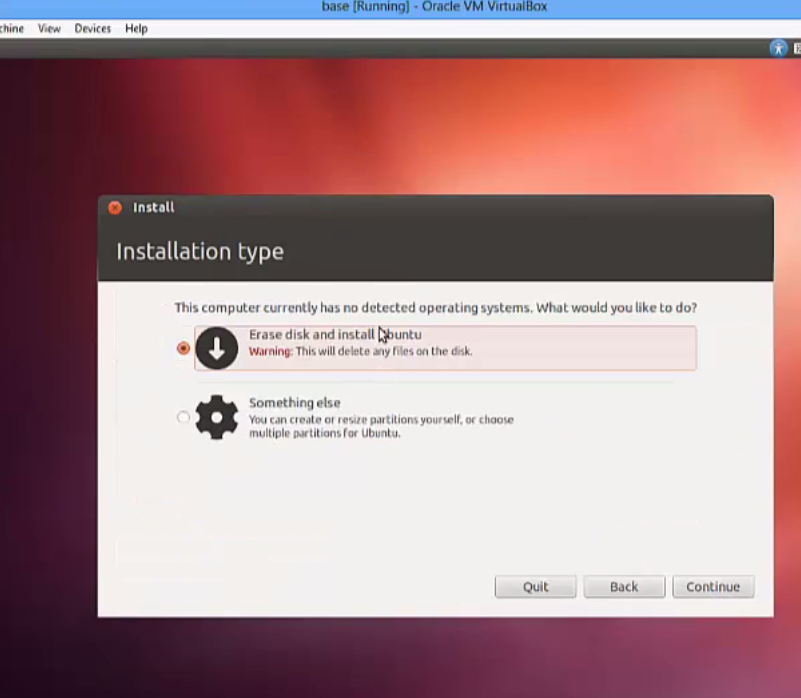 base [Running] - Oracle VM VirtualBox
chine View Devices Help
Install
Installation type
This computer currently has no detected operating systems. What would you like to do?
Erase disk and install Ubuntu
Warning: This will delete any files on the disk.
Something else
You can create or resize partitions yourself, or choose
multiple partitions for Ubuntu.
Quit Back Continue